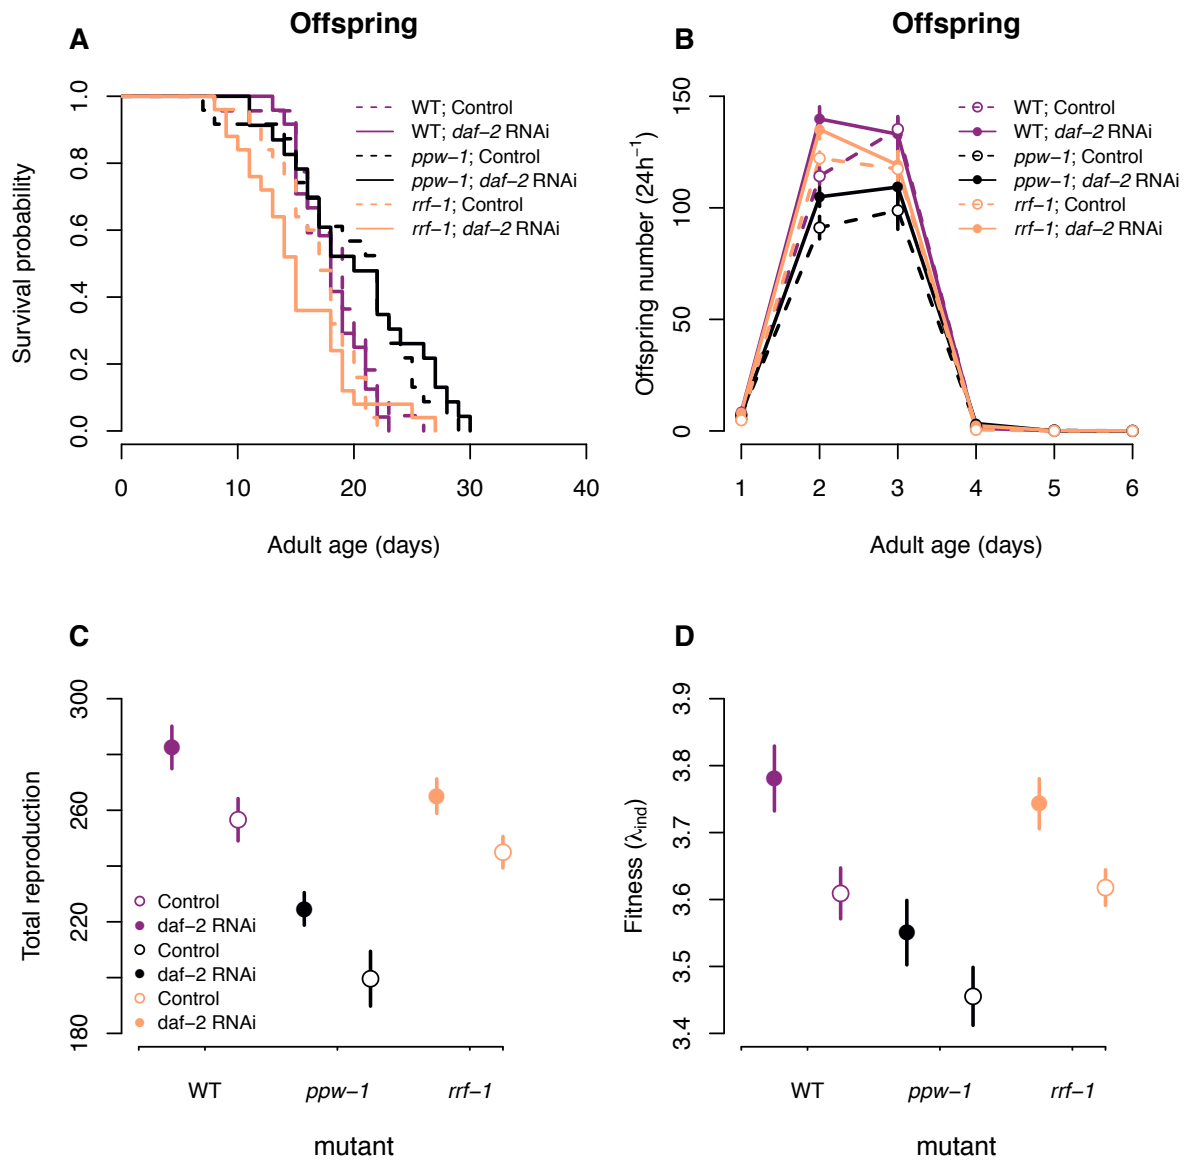 A
Offspring
1.0
0.8
0.6
0.4
0.2
0.0
Survival probability
0
10
20
30
40
Adult age (days)
WT; Control
WT; daf−2 RNAi
ppw−1; Control
ppw−1; daf−2 RNAi
rrf−1; Control
rrf−1; daf−2 RNAi
B
Offspring
150
100
50
0
Offspring number (24h⁻¹)
1
2
3
4
5
6
Adult age (days)
WT; Control
WT; daf−2 RNAi
ppw−1; Control
ppw−1; daf−2 RNAi
rrf−1; Control
rrf−1; daf−2 RNAi
C
300
260
220
180
Total reproduction
Control
daf−2 RNAi
Control
daf−2 RNAi
Control
daf−2 RNAi
WT
ppw−1
rrf−1
mutant
D
3.9
3.8
3.7
3.6
3.5
3.4
Fitness (λind)
WT
ppw−1
rrf−1
mutant